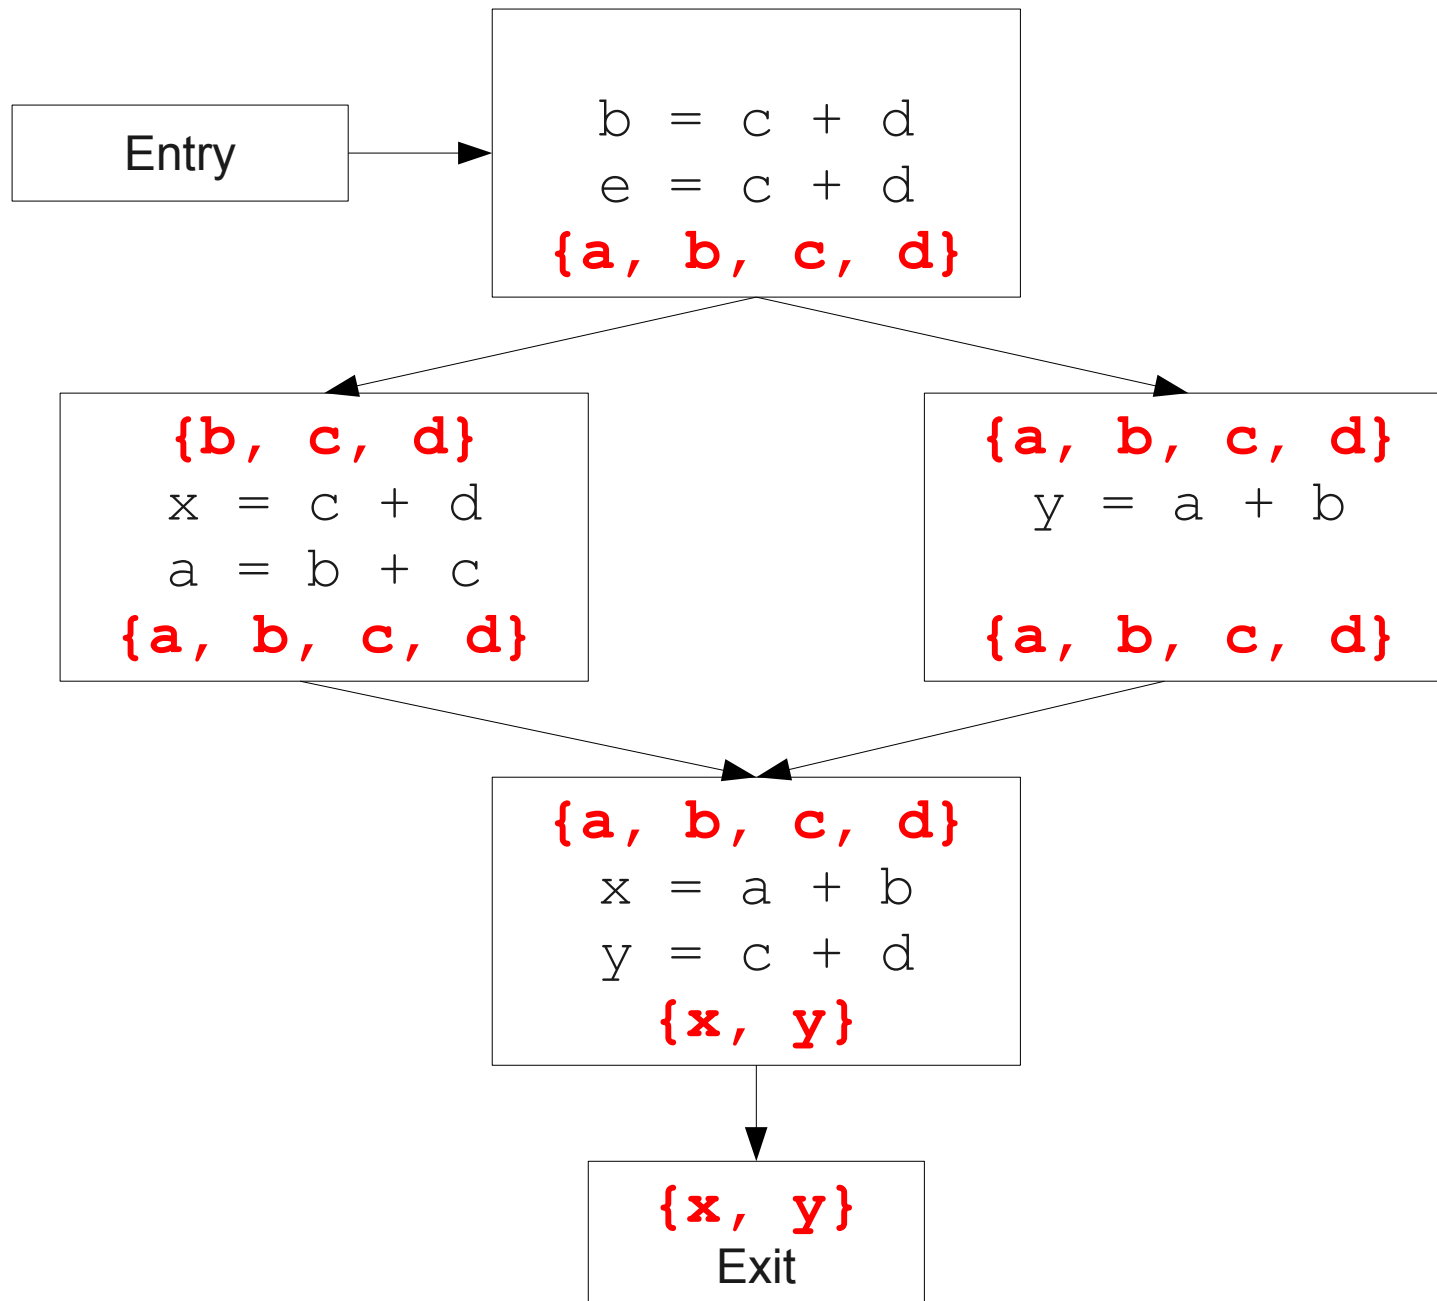 Entry
b = c + d
e = c + d
{a, b, c, d}
{b, c, d}
x = c + d
a = b + c
{a, b, c, d}
{a, b, c, d}
y = a + b
{a, b, c, d}
{a, b, c, d}
x = a + b
y = c + d
{x, y}
{x, y}
Exit